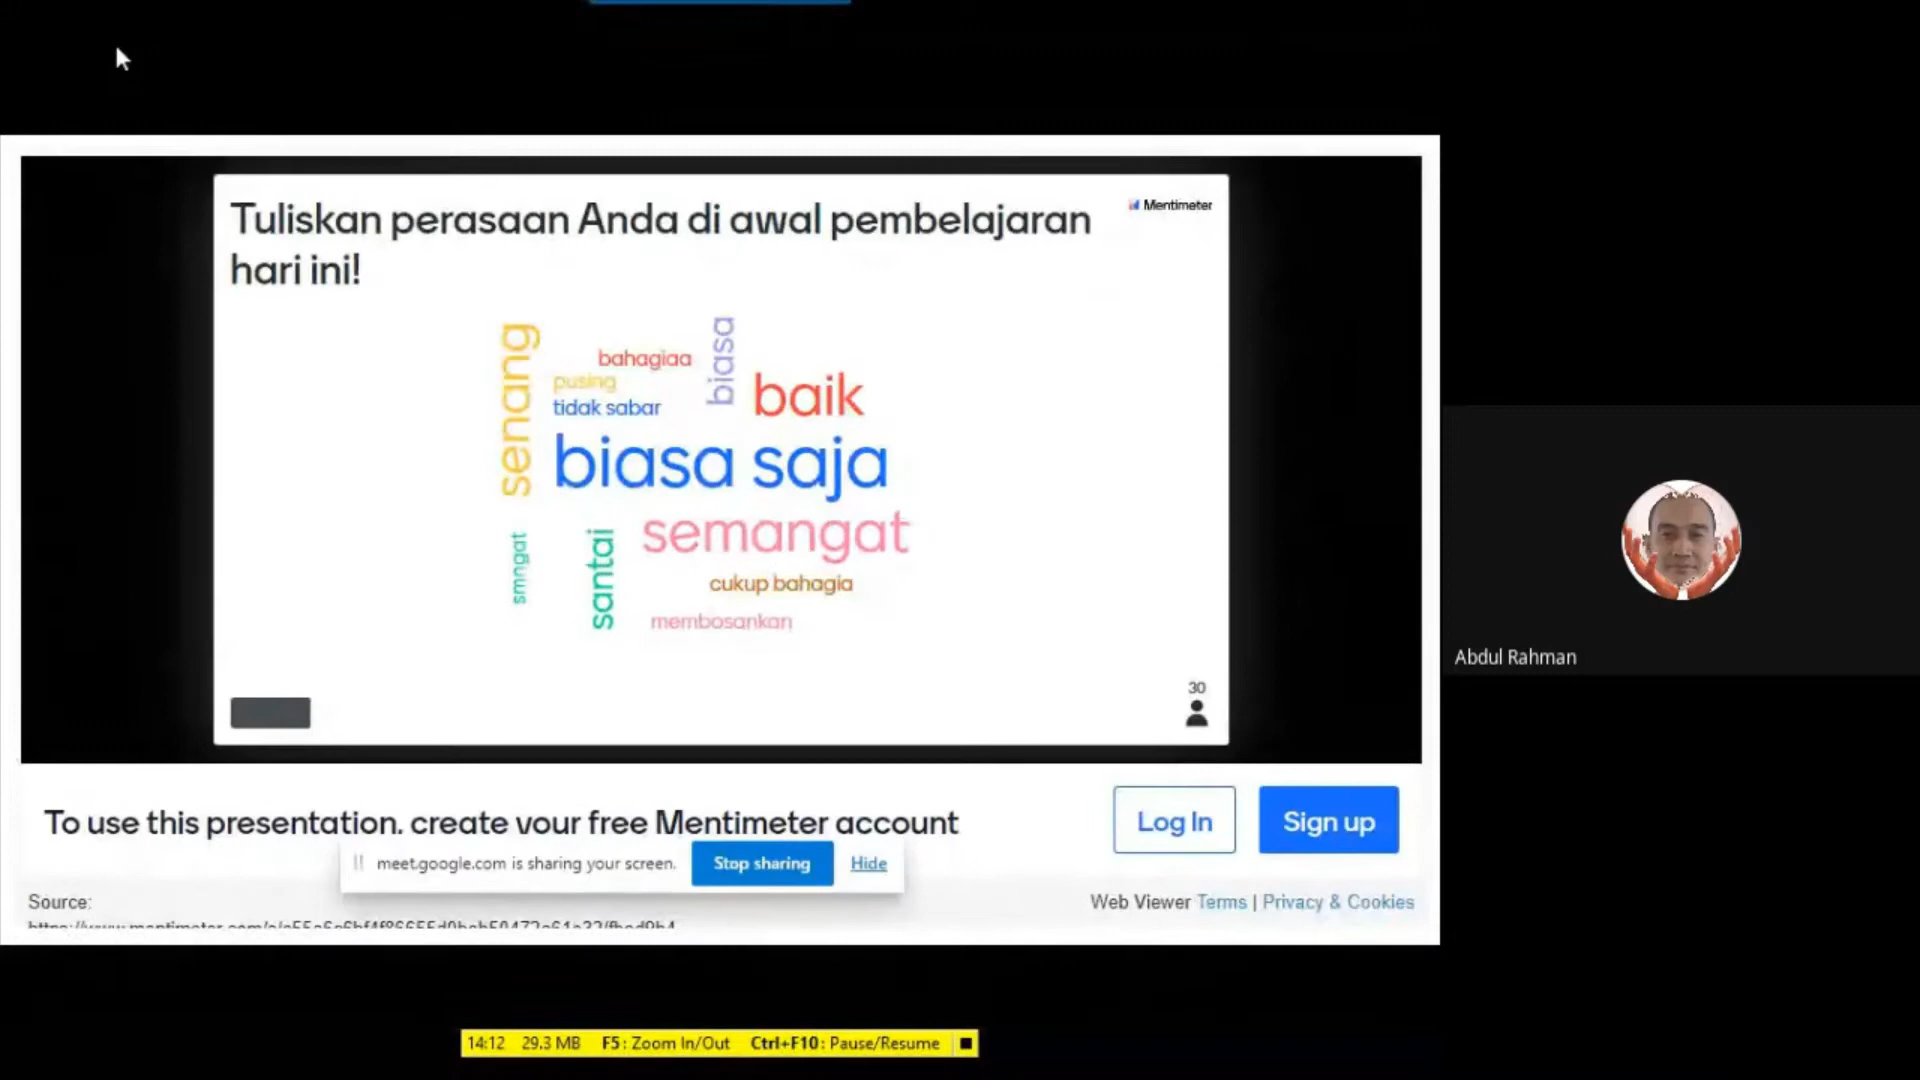 Tuliskan perasaan Anda di awal pembelajaran
hari ini!
Mentimeter
senang
bahagiaa
biasa
pusing
tidak sabar
baik
biasa saja
smngat
santai
semangat
cukup bahagia
membosankan
30
Abdul Rahman
To use this presentation. create your free Mentimeter account
Log In
Sign up
meet.google.com is sharing your screen.
Stop sharing
Hide
Source:
Web Viewer Terms | Privacy & Cookies
14:12 29.3 MB F5: Zoom In/Out Ctrl+F10: Pause/Resume